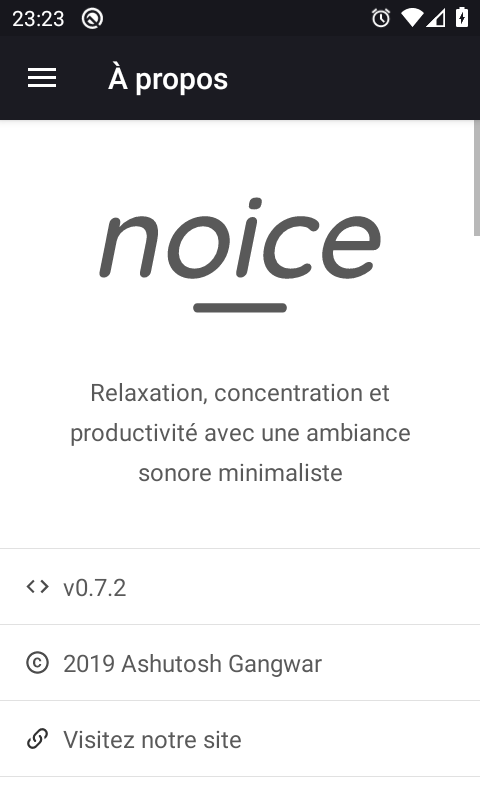 23:23
À propos
noice
Relaxation, concentration et
productivité avec une ambiance
sonore minimaliste
v0.7.2
2019 Ashutosh Gangwar
Visitez notre site